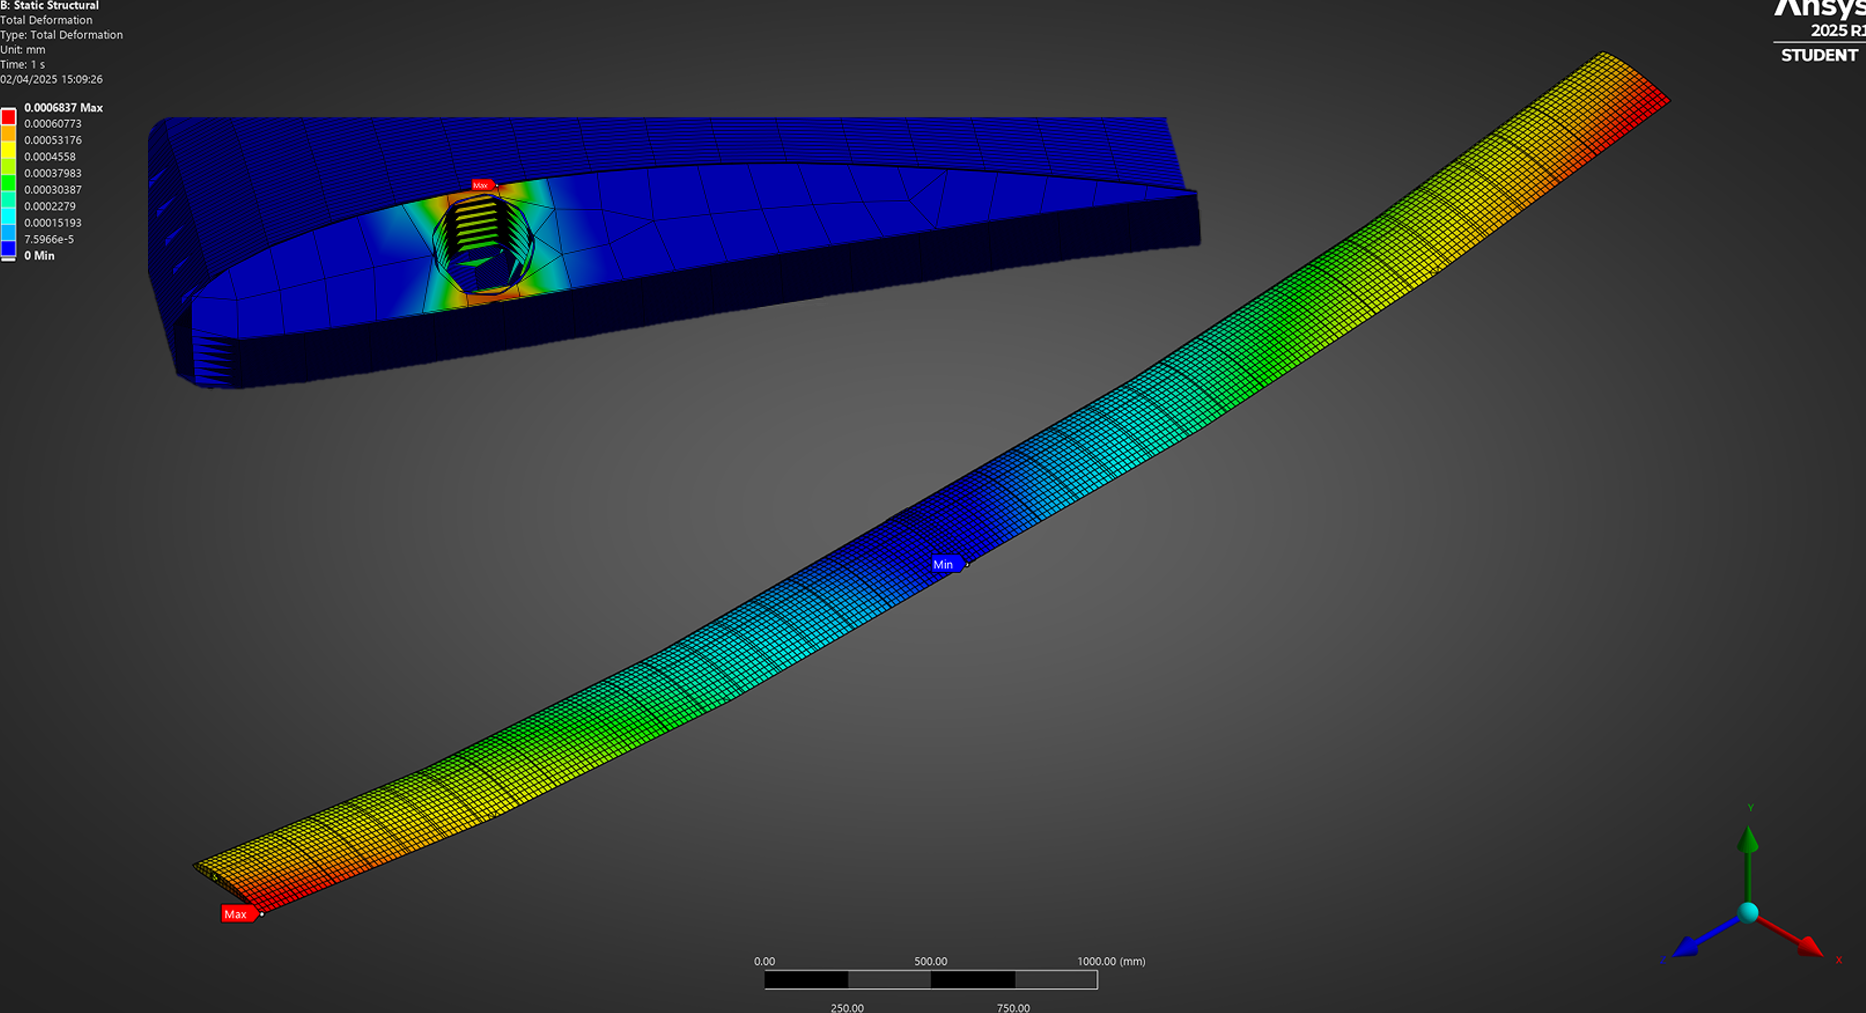 B: Static Structural
Total Deformation
Type: Total Deformation
Unit: mm
Time: 1 s
02/04/2025 15:09:26
0.0006837 Max
0.00060773
0.00053176
0.0004558
0.00037983
0.00030387
0.0002279
0.00015193
7.5966e-5
0 Min
Ansys
2025 R1
STUDENT
Max
Min
Max
0.00
500.00
1000.00 (mm)
250.00
750.00
Y
Z
X